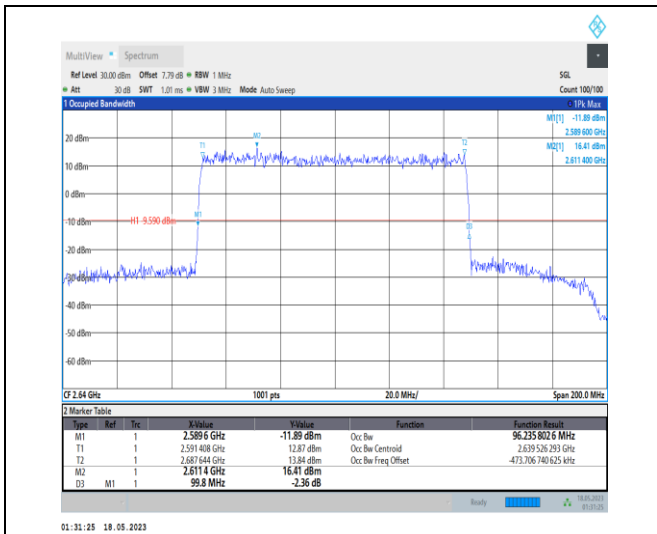 MultiView Spectrum
Ref Level 30.00 dBm Offset 7.79 dB RBW 1 MHz SGL
Att 30 dB SWT 1.01 ms VBW 3 MHz Mode Auto Sweep Count 100/100
1 Occupied Bandwidth 1Pk Max
M1[1] -11.89 dBm
2.589 600 GHz
M2[1] 16.41 dBm
2.611 400 GHz
20 dBm
T1 M2 T2
10 dBm
0 dBm
M1
-10 dBm H1 -9.590 dBm
D3
-20 dBm
-30 dBm
-40 dBm
-50 dBm
-60 dBm
CF 2.64 GHz 1001 pts 20.0 MHz/ Span 200.0 MHz
2 Marker Table
Type Ref Trc X-Value Y-Value Function Function Result
M1 1 2.589 6 GHz -11.89 dBm Occ Bw 96.235 802 6 MHz
T1 1 2.591 408 GHz 12.87 dBm Occ Bw Centroid 2.639 526 293 GHz
T2 1 2.687 644 GHz 13.84 dBm Occ Bw Freq Offset -473.706 740 625 kHz
M2 1 2.611 4 GHz 16.41 dBm
D3 M1 1 99.8 MHz -2.36 dB
Ready 18.05.2023
01:31:25
01:31:25 18.05.2023